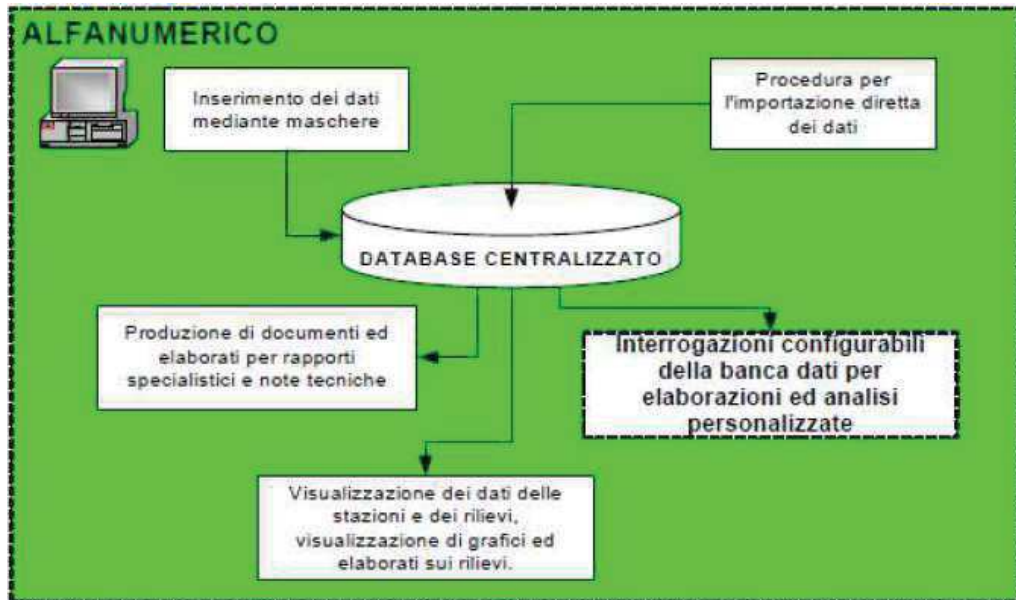 ALFANUMERICO
Inserimento dei dati
mediante maschere
Procedura per
l'importazione diretta
dei dati
DATABASE CENTRALIZZATO
Produzione di documenti ed
elaborati per rapporti
specialistici e note tecniche
Interrogazioni configurabili
della banca dati per
elaborazioni ed analisi
personalizzate
Visualizzazione dei dati delle
stazioni e dei rilievi,
visualizzazione di grafici ed
elaborati sui rilievi.